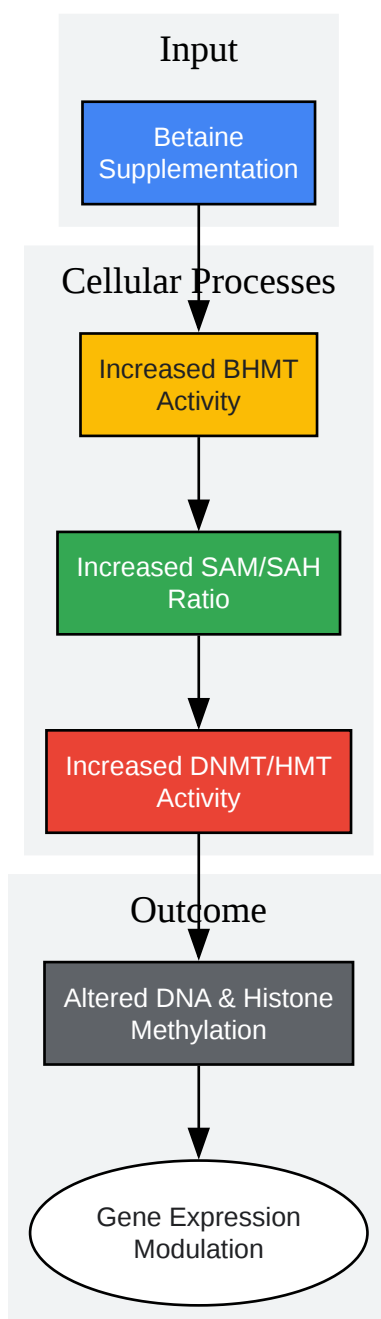 Input
Betaine
Supplementation
Cellular Processes
Increased BHMT
Activity
Increased SAM/SAH
Ratio
Increased DNMT/HMT
Activity
Outcome
Altered DNA & Histone
Methylation
Gene Expression
Modulation